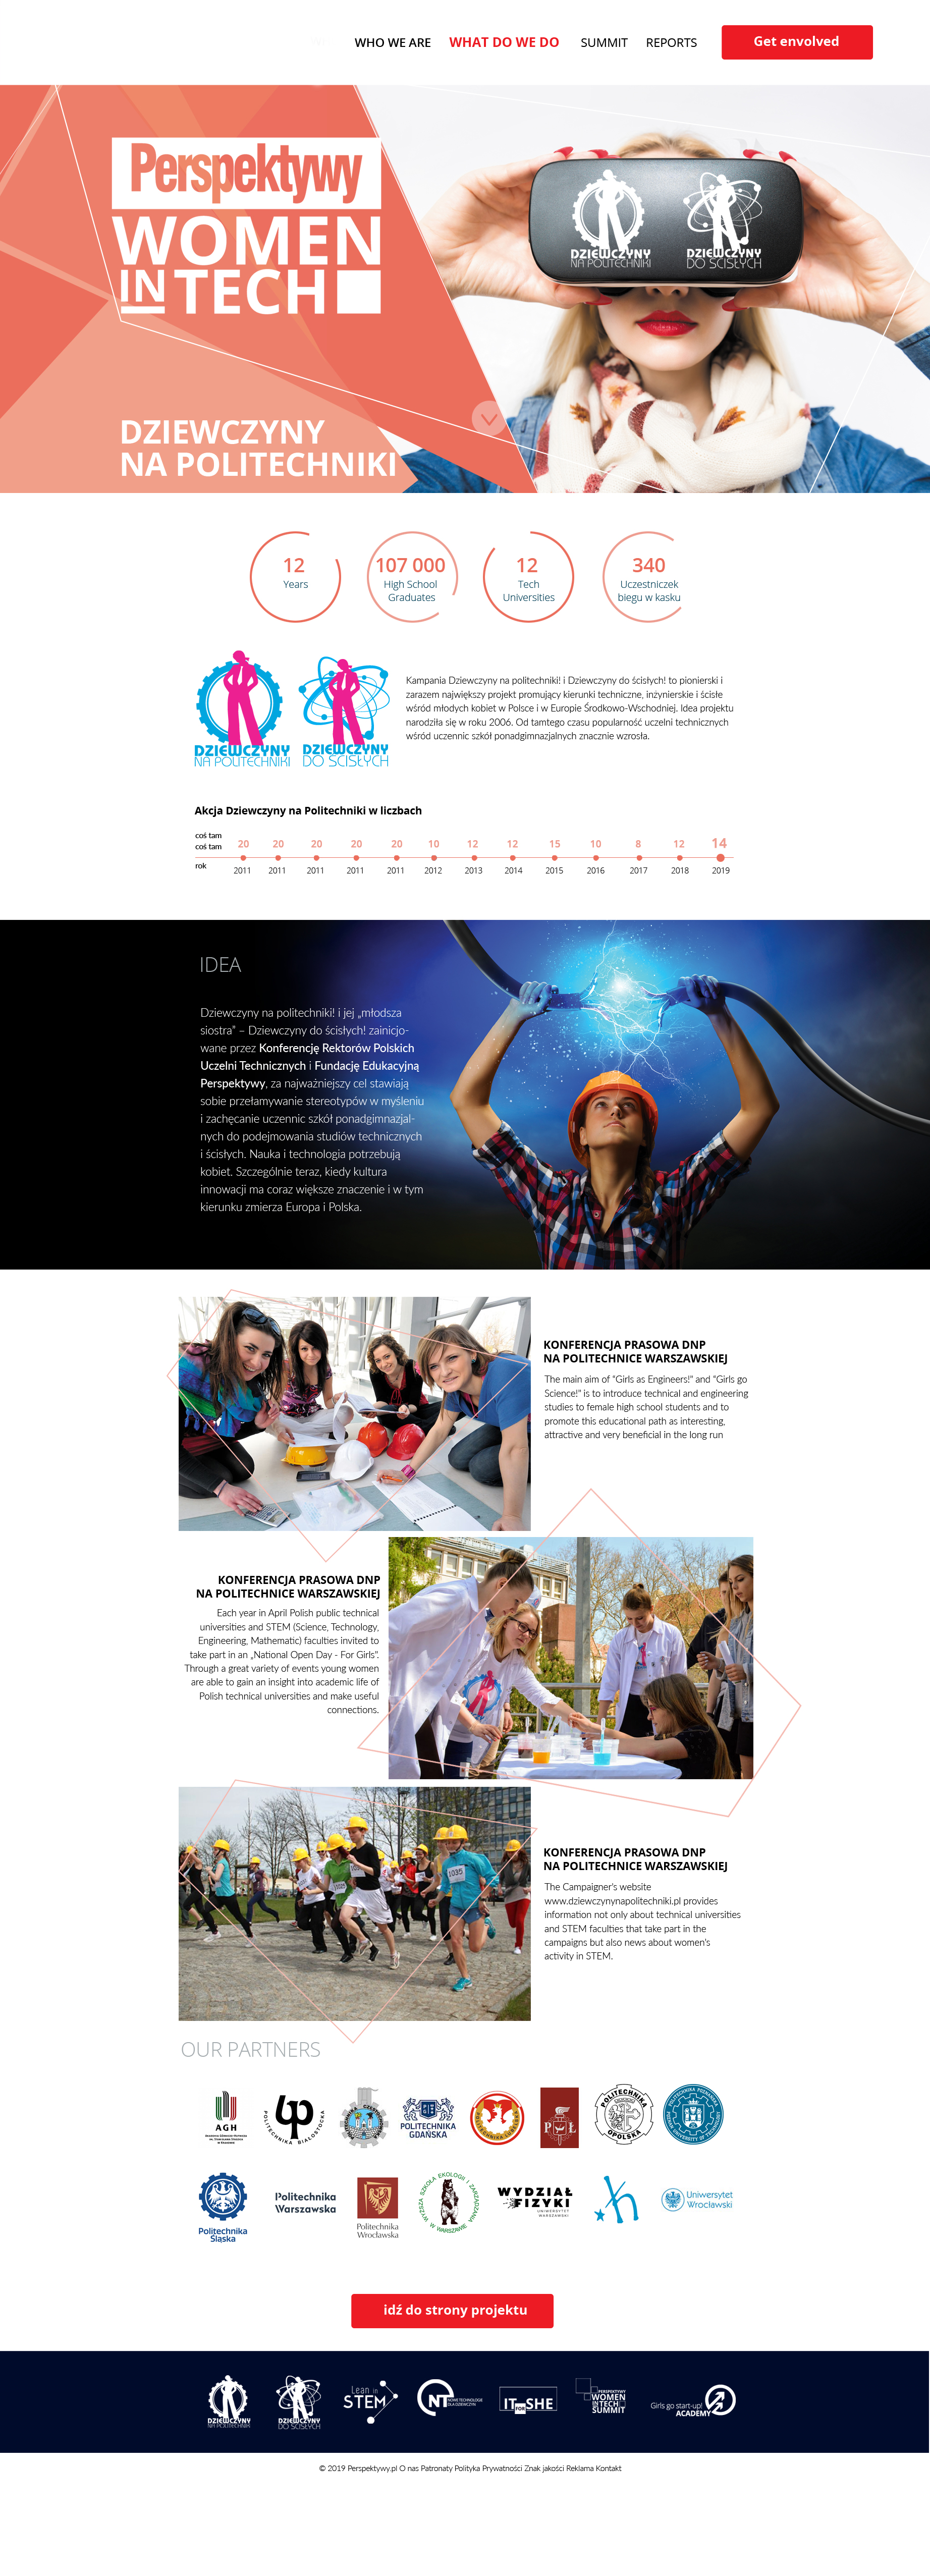 WHO WE ARE
WHAT DO WE DO
SUMMIT
REPORTS
Get envolved
Perspektywy
WOMEN
IN TECH
DZIEWCZYNY
NA POLITECHNIKI
DZIEWCZYNY
DO ŚCISŁYCH
DZIEWCZYNY
NA POLITECHNIKI
12
Years
107 000
High School
Graduates
12
Tech
Universities
340
Uczestniczek
biegu w kasku
DZIEWCZYNY
NA POLITECHNIKI
DZIEWCZYNY
DO ŚCISŁYCH
Kampania Dziewczyny na politechniki! i Dziewczyny do ścisłych! to pionierski i
zarazem największy projekt promujący kierunki techniczne, inżynierskie i ścisłe
wśród młodych kobiet w Polsce i w Europie Środkowo-Wschodniej. Idea projektu
narodziła się w roku 2006. Od tamtego czasu popularność uczelni technicznych
wśród uczennic szkół ponadgimnazjalnych znacznie wzrosła.
Akcja Dziewczyny na Politechniki w liczbach
coś tam
coś tam
20 20 20 20 20 10 12 12 15 10 8 12 14
rok
2011 2011 2011 2011 2011 2012 2013 2014 2015 2016 2017 2018 2019
IDEA
Dziewczyny na politechniki! i jej „młodsza
siostra” – Dziewczyny do ścisłych! zainicjo-
wane przez Konferencję Rektorów Polskich
Uczelni Technicznych i Fundację Edukacyjną
Perspektywy, za najważniejszy cel stawiają
sobie przełamywanie stereotypów w myśleniu
i zachęcanie uczennic szkół ponadgimnazjal-
nych do podejmowania studiów technicznych
i ścisłych. Nauka i technologia potrzebują
kobiet. Szczególnie teraz, kiedy kultura
innowacji ma coraz większe znaczenie i w tym
kierunku zmierza Europa i Polska.
KONFERENCJA PRASOWA DNP
NA POLITECHNICE WARSZAWSKIEJ
The main aim of "Girls as Engineers!" and "Girls go
Science!" is to introduce technical and engineering
studies to female high school students and to
promote this educational path as interesting,
attractive and very beneficial in the long run
KONFERENCJA PRASOWA DNP
NA POLITECHNICE WARSZAWSKIEJ
Each year in April Polish public technical
universities and STEM (Science, Technology,
Engineering, Mathematic) faculties invited to
take part in an „National Open Day - For Girls".
Through a great variety of events young women
are able to gain an insight into academic life of
Polish technical universities and make useful
connections.
1035
KONFERENCJA PRASOWA DNP
NA POLITECHNICE WARSZAWSKIEJ
The Campaigner's website
www.dziewczynynapolitechniki.pl provides
information not only about technical universities
and STEM faculties that take part in the
campaigns but also news about women's
activity in STEM.
OUR PARTNERS
AGH
POLITECHNIKA BIAŁOSTOCKA
POLITECHNIKA
GDAŃSKA
POLITECHNIKA
OPOLSKA
Politechnika
Śląska
Politechnika
Warszawska
Politechnika
Wrocławska
WYŻSZA SZKOŁA EKOLOGII I ZARZĄDZANIA
W WARSZAWIE
WYDZIAŁ
FIZYKI
UNIWERSYTET
WARSZAWSKI
Uniwersytet
Wrocławski
idź do strony projektu
DZIEWCZYNY
NA POLITECHNIKI
DZIEWCZYNY
DO ŚCISŁYCH
Lean in
STEM
NT
NOWE TECHNOLOGIE
DLA DZIEWCZYN
IT FOR SHE
PERSPEKTYWY
WOMEN
IN TECH
SUMMIT
Girls go start-up!
ACADEMY
© 2019 Perspektywy.pl O nas Patronaty Polityka Prywatności Znak jakości Reklama Kontakt